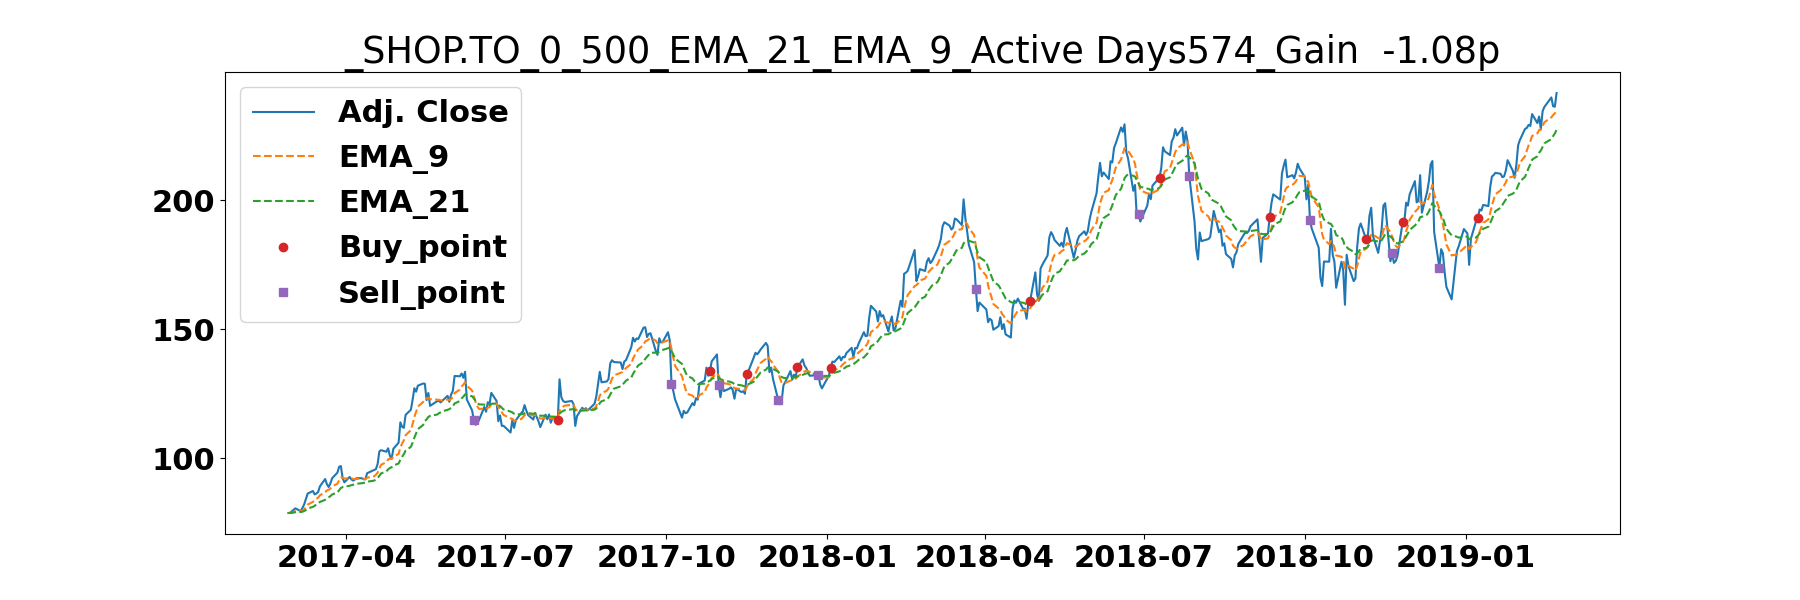 _SHOP.TO_0_500_EMA_21_EMA_9_Active Days574_Gain  -1.08p
Adj. Close
EMA_9
EMA_21
Buy_point
Sell_point
200
150
100
2017-04 2017-07 2017-10 2018-01 2018-04 2018-07 2018-10 2019-01